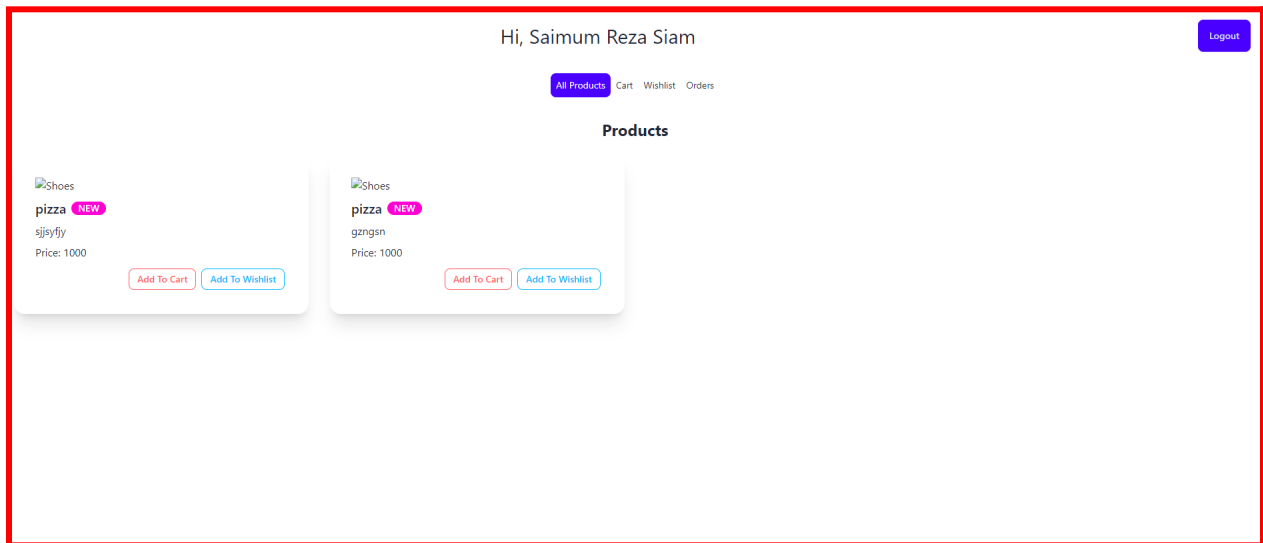 Hi, Saimum Reza Siam
Logout
All Products Cart Wishlist Orders
Products
Shoes
pizza NEW
sjjsyfjy
Price: 1000
Add To Cart Add To Wishlist
Shoes
pizza NEW
gzngsn
Price: 1000
Add To Cart Add To Wishlist